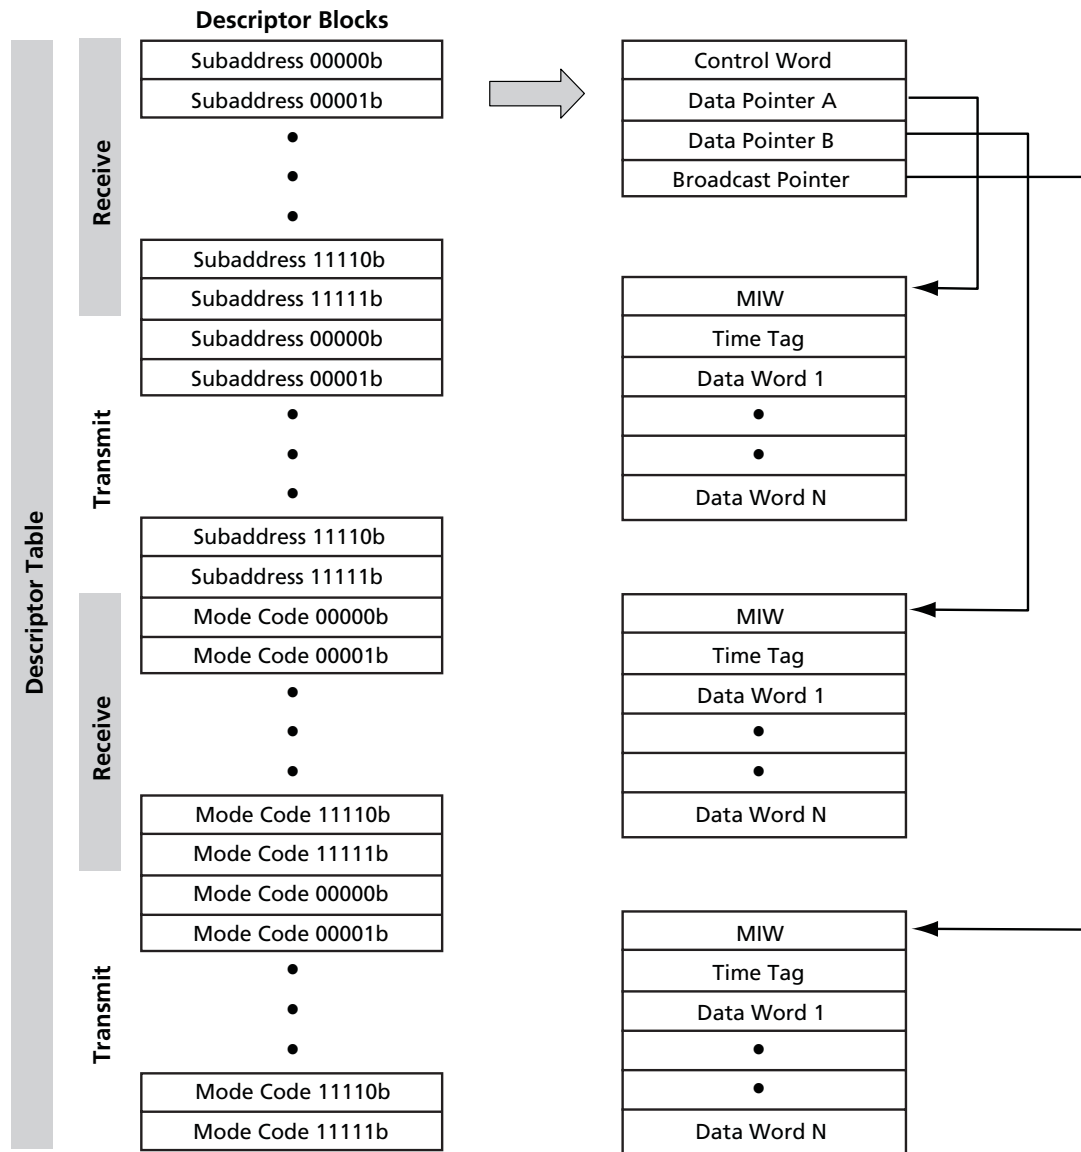 Descriptor Blocks
Descriptor Table
Receive
Subaddress 00000b
Subaddress 00001b
Subaddress 11110b
Subaddress 11111b
Transmit
Subaddress 00000b
Subaddress 00001b
Subaddress 11110b
Subaddress 11111b
Receive
Mode Code 00000b
Mode Code 00001b
Mode Code 11110b
Mode Code 11111b
Transmit
Mode Code 00000b
Mode Code 00001b
Mode Code 11110b
Mode Code 11111b
Control Word
Data Pointer A
Data Pointer B
Broadcast Pointer
MIW
Time Tag
Data Word 1
Data Word N
MIW
Time Tag
Data Word 1
Data Word N
MIW
Time Tag
Data Word 1
Data Word N